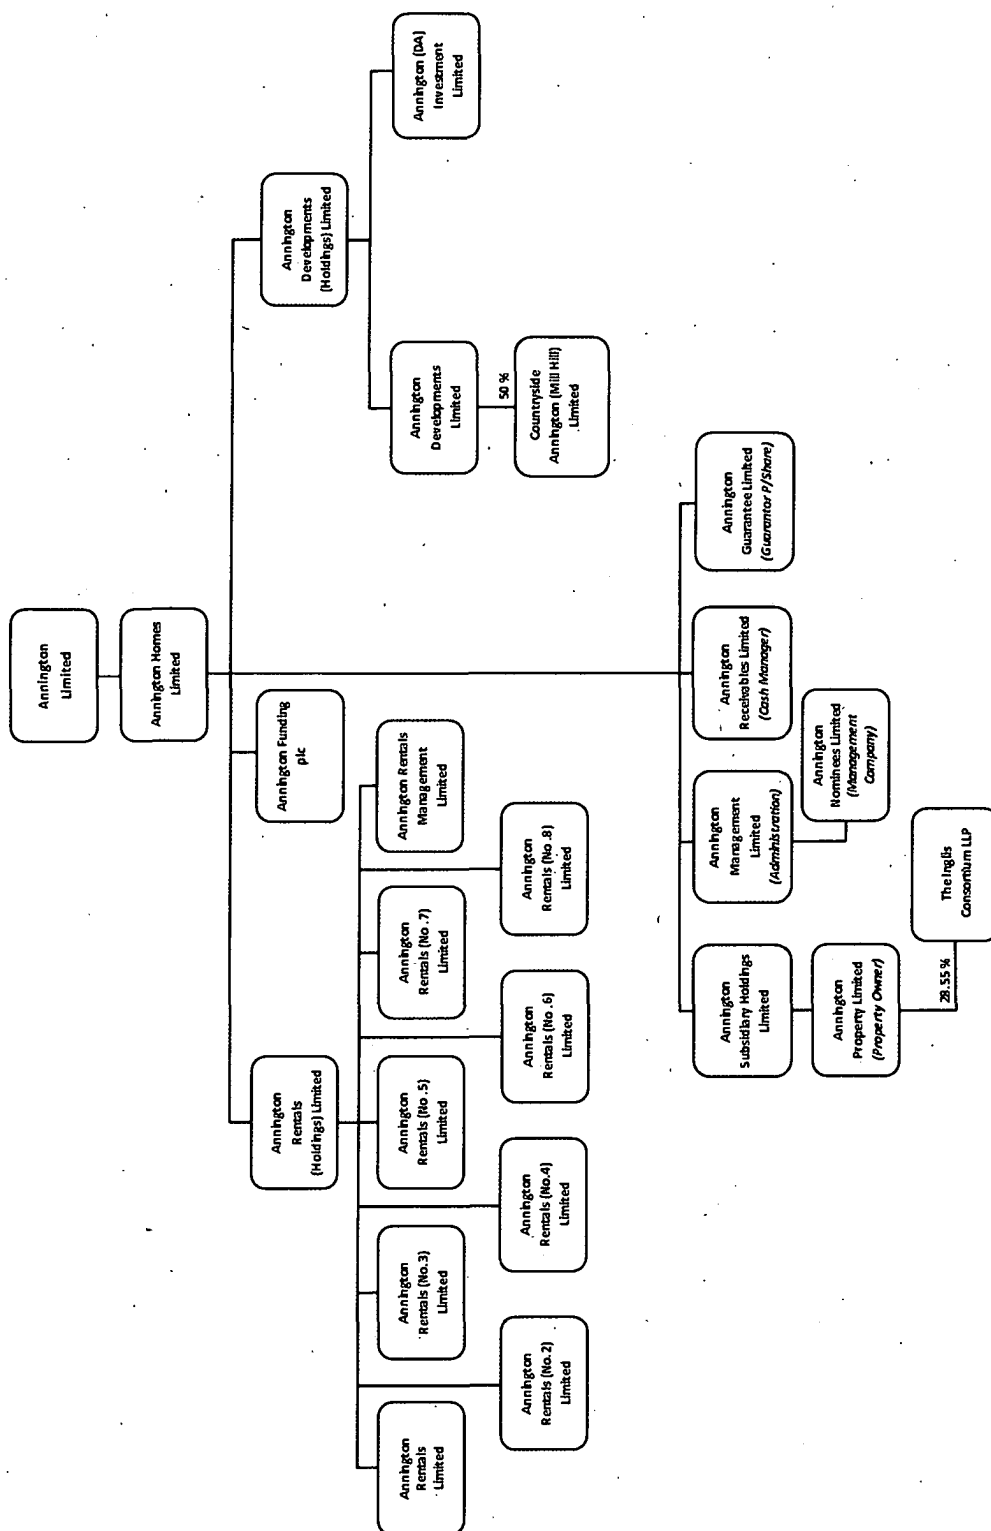 Annington
Limited
Annington Homes
Limited
Annington
Rentals
(Holdings) Limited
Annington Funding
plc
Annington
Developments
(Holdings) Limited
Annington
Rentals
Limited
Annington
Rentals (No.3)
Limited
Annington
Rentals (No .5)
Limited
Annington
Rentals (No .7)
Limited
Annington Rentals
Management
Limited
Annington
Developments
Limited
Annington (DA)
Investment
Limited
50 %
Annington
Rentals (No.2)
Limited
Annington
Rentals (No.4)
Limited
Annington
Rentals (No .6)
Limited
Annington
Rentals (No .8)
Limited
Countryside
Annington (Mill Hill)
Limited
Annington
Subsidiary Holdings
Limited
Annington
Management
Limited
(Administration)
Annington
Receivables Limited
(Cash Manager)
Annington
Guarantee Limited
(Guarantor P/Share)
Annington
Property Limited
(Property Owner)
Annington
Nominees Limited
(Management
Company)
28.55 %
The Inglis
Consortium LLP